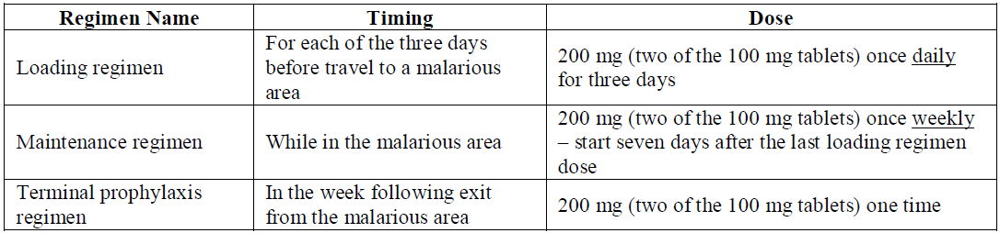 Regimen Name
Timing
Dose
Loading regimen
For each of the three days
before travel to a malarious
area
200 mg (two of the 100 mg tablets) once daily
for three days
Maintenance regimen
While in the malarious area
200 mg (two of the 100 mg tablets) once weekly
– start seven days after the last loading regimen
dose
Terminal prophylaxis
regimen
In the week following exit
from the malarious area
200 mg (two of the 100 mg tablets) one time